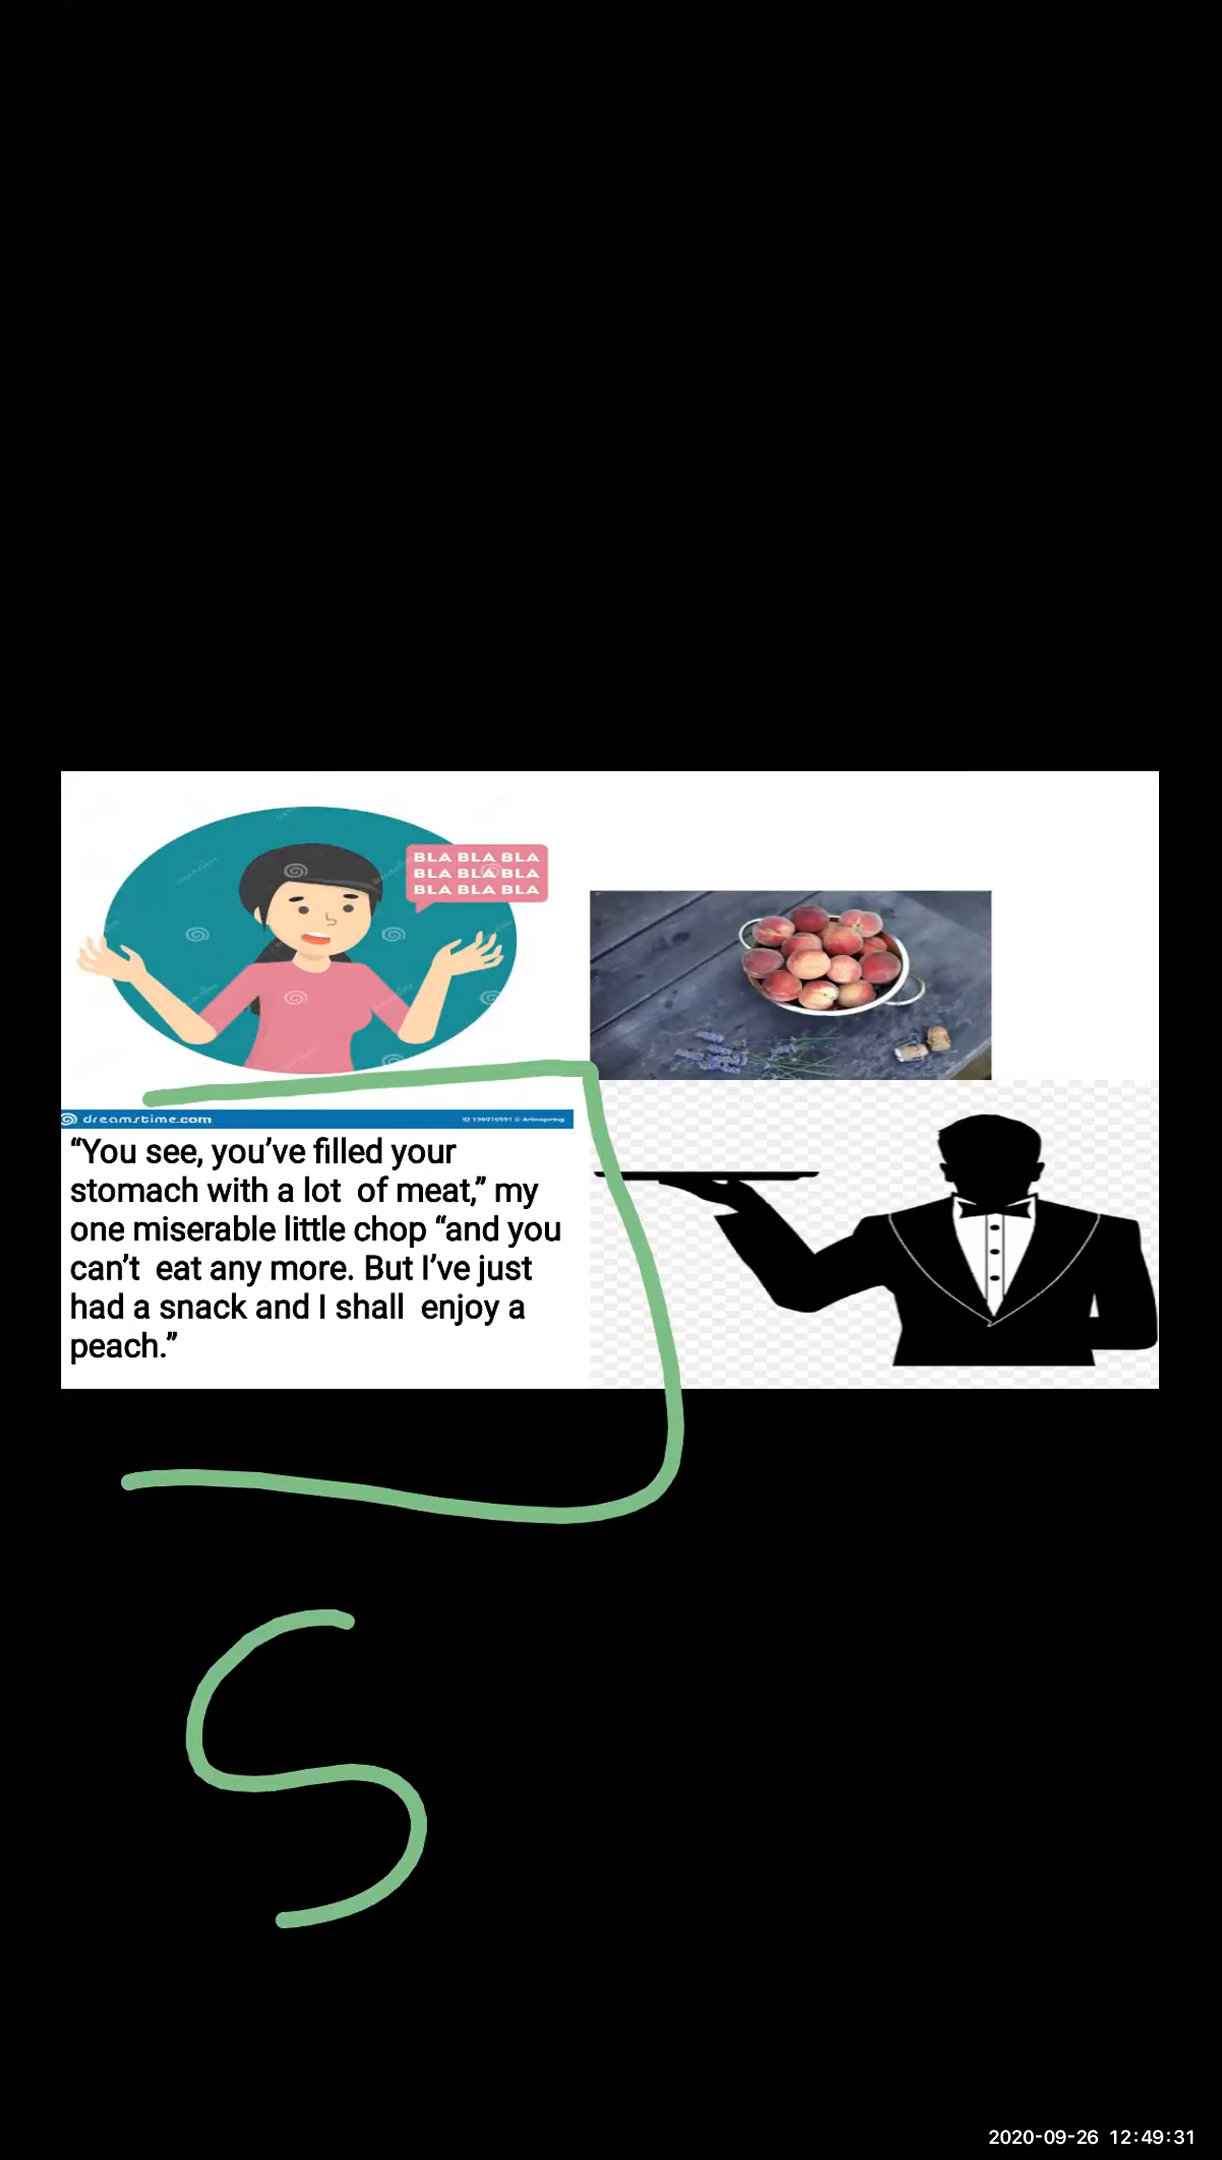 BLA BLA BLA
BLA BLA BLA
BLA BLA BLA
dreamstime.com
“You see, you’ve filled your
stomach with a lot of meat,” my
one miserable little chop “and you
can’t eat any more. But I’ve just
had a snack and I shall enjoy a
peach.”
S
2020-09-26 12:49:31